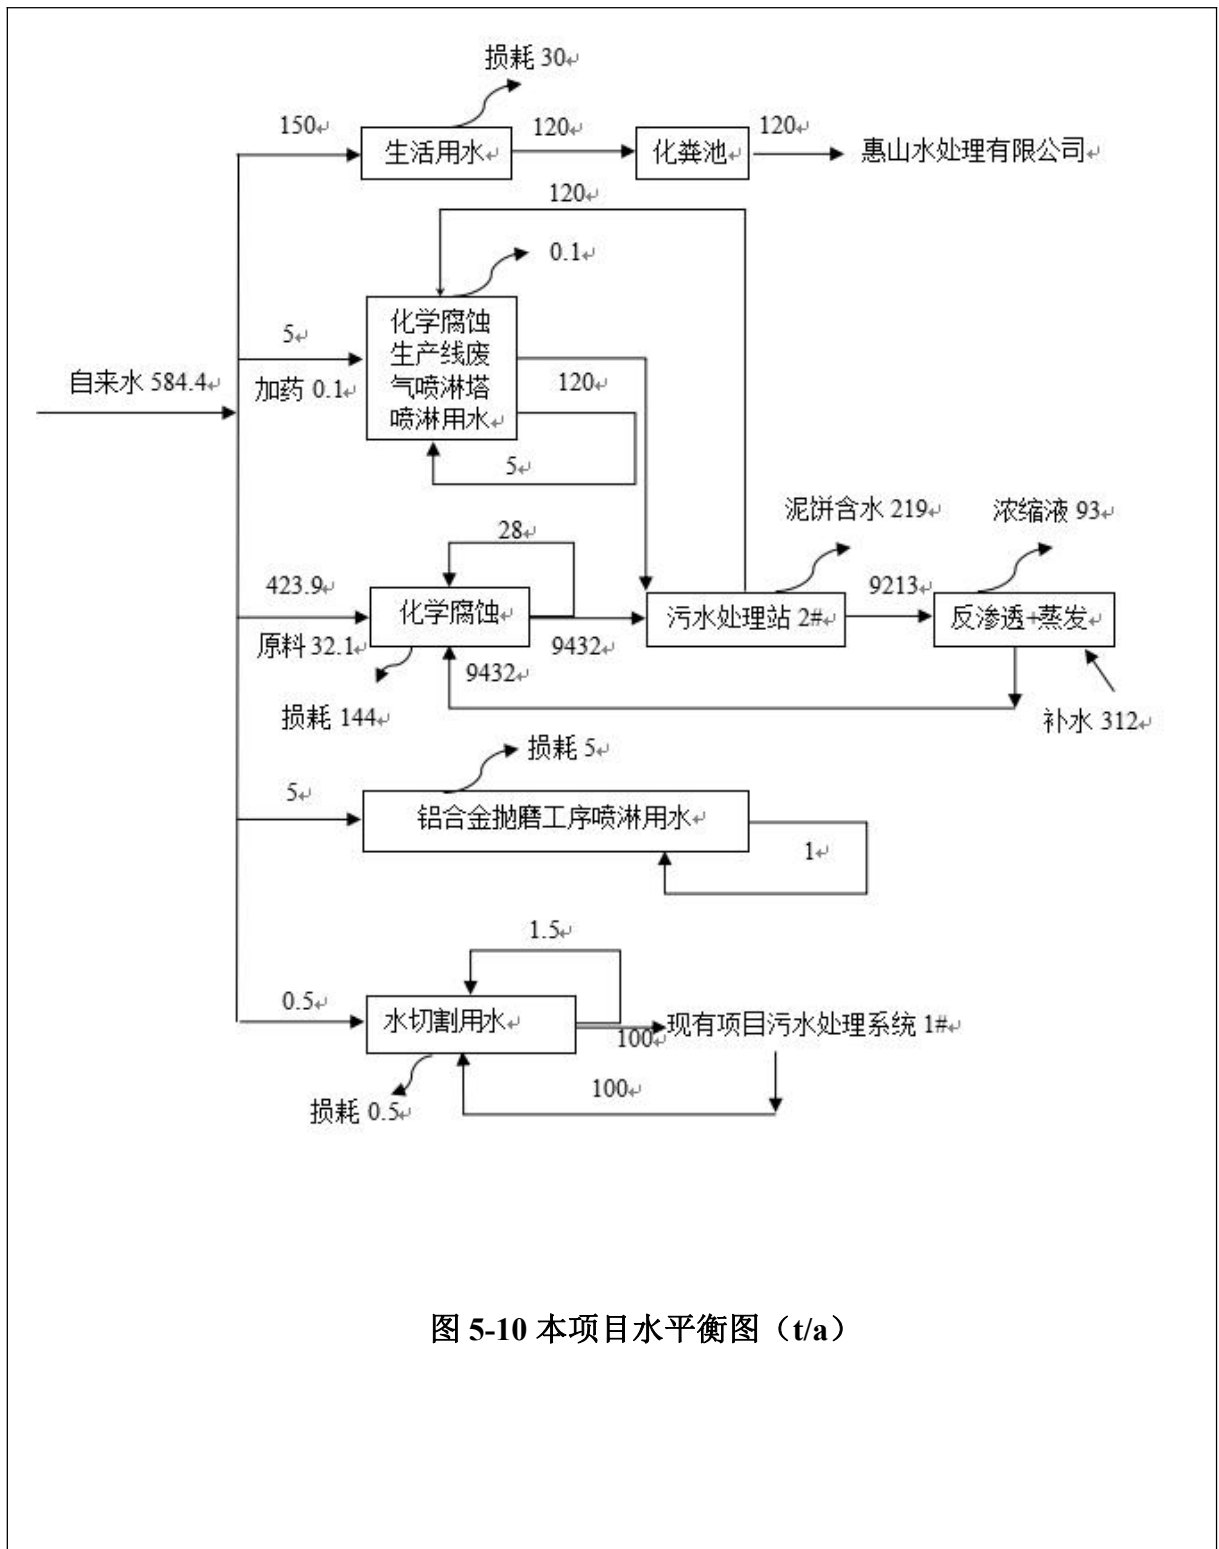 损耗 30↵
150↵
生活用水↵
120↵
化粪池↵
120↵
惠山水处理有限公司↵
120↵
0.1↵
化学腐蚀
生产线废
气喷淋塔
喷淋用水↵
5↵
加药 0.1↵
自来水 584.4↵
120↵
5↵
泥饼含水 219↵
浓缩液 93↵
28↵
423.9↵
化学腐蚀↵
原料 32.1↵
9432↵
9432↵
污水处理站 2#↵
9213↵
反渗透+蒸发↵
损耗 144↵
补水 312↵
损耗 5↵
5↵
铝合金抛磨工序喷淋用水↵
1↵
1.5↵
0.5↵
水切割用水↵
100↵
现有项目污水处理系统 1#↵
100↵
损耗 0.5↵
图 5-10 本项目水平衡图（t/a）